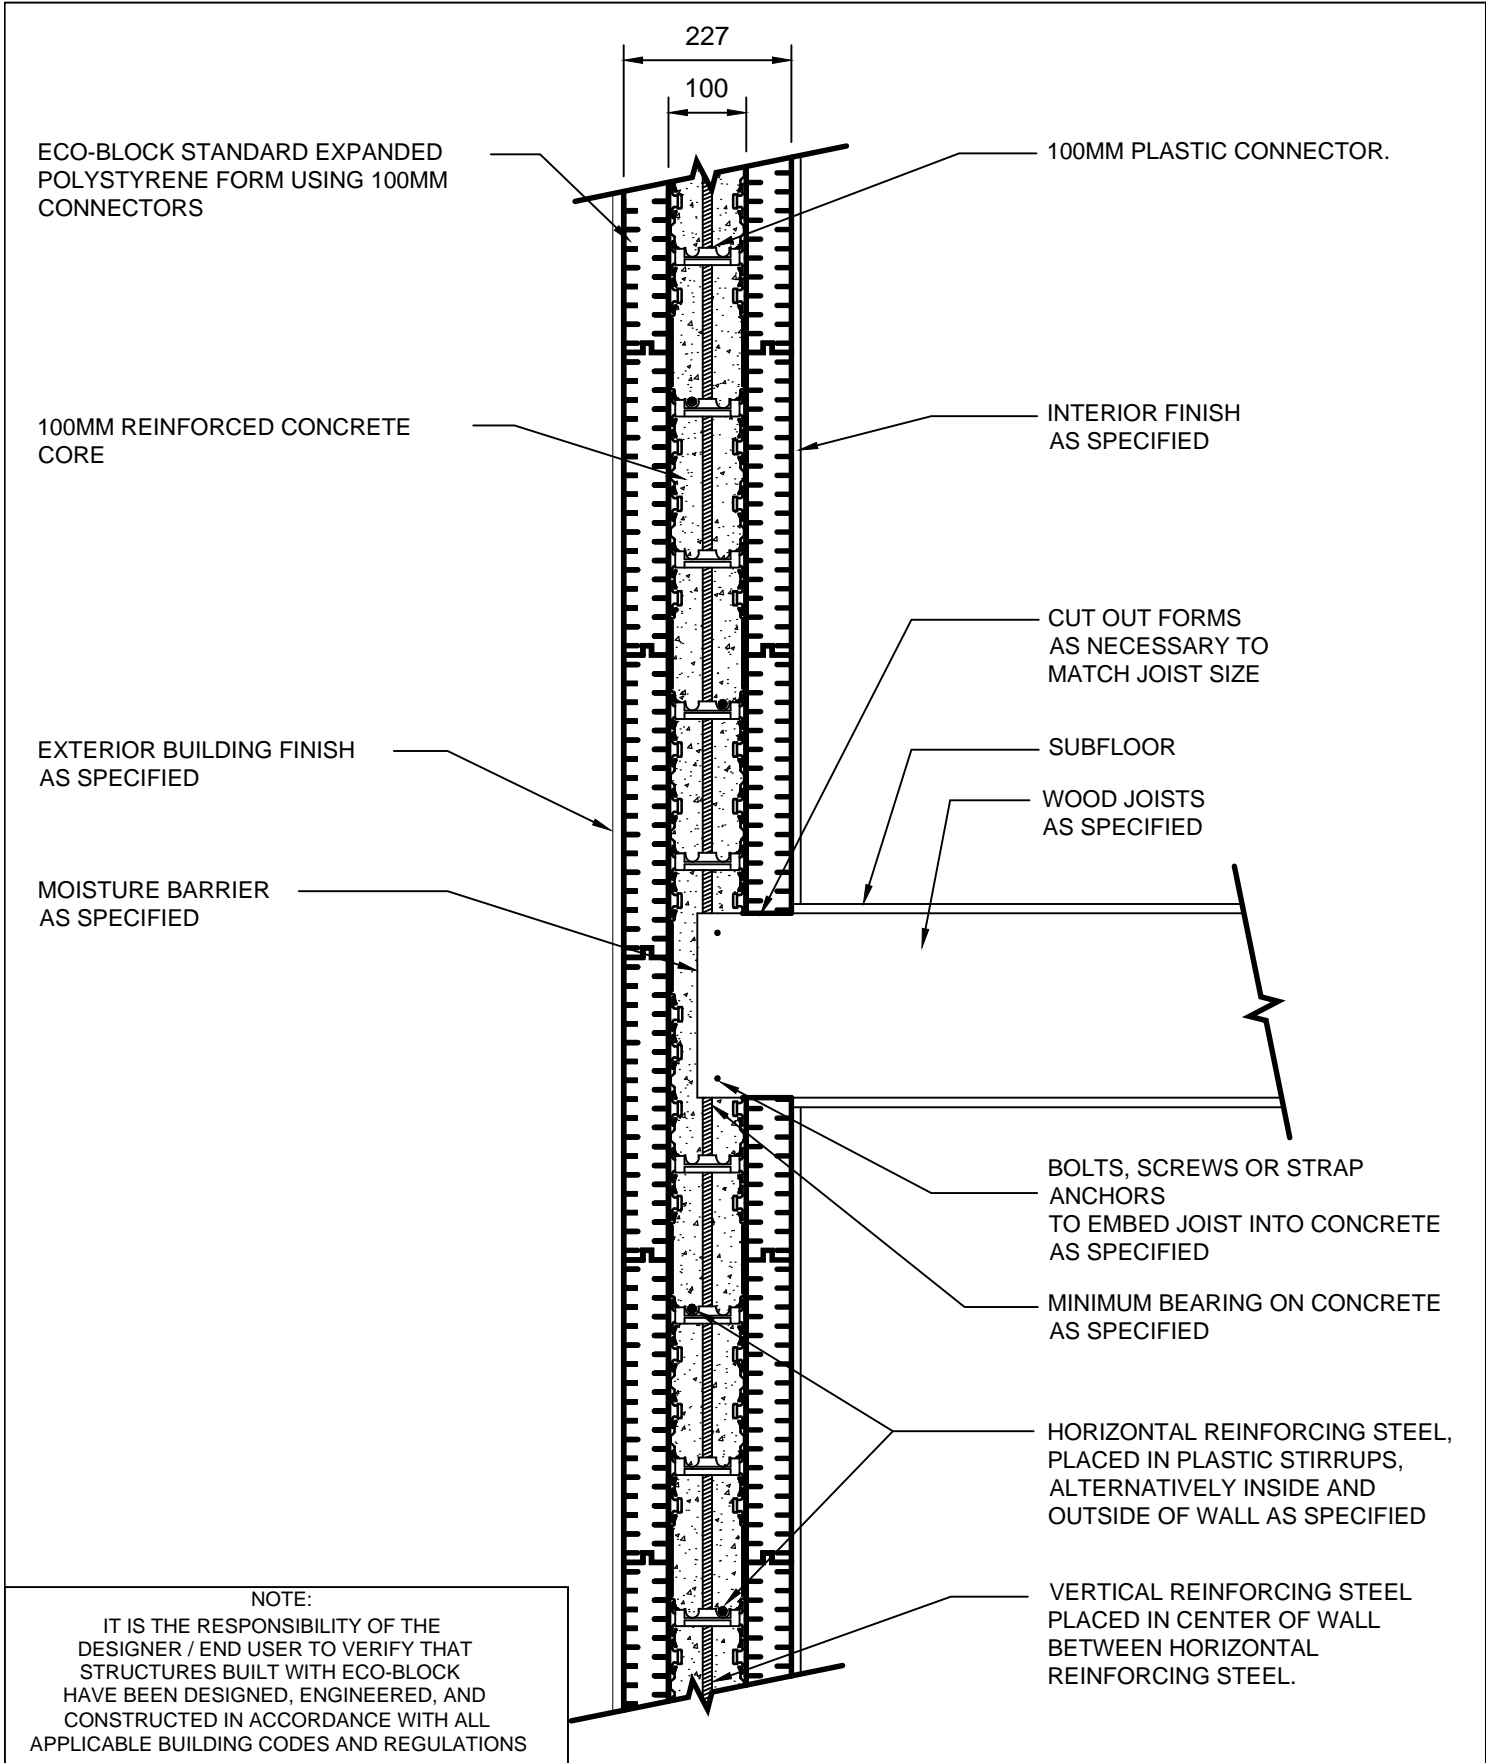 227
100
ECO-BLOCK STANDARD EXPANDED
POLYSTYRENE FORM USING 100MM
CONNECTORS
100MM PLASTIC CONNECTOR.
100MM REINFORCED CONCRETE
CORE
INTERIOR FINISH
AS SPECIFIED
CUT OUT FORMS
AS NECESSARY TO
MATCH JOIST SIZE
EXTERIOR BUILDING FINISH
AS SPECIFIED
SUBFLOOR
WOOD JOISTS
AS SPECIFIED
MOISTURE BARRIER
AS SPECIFIED
BOLTS, SCREWS OR STRAP
ANCHORS
TO EMBED JOIST INTO CONCRETE
AS SPECIFIED
MINIMUM BEARING ON CONCRETE
AS SPECIFIED
HORIZONTAL REINFORCING STEEL,
PLACED IN PLASTIC STIRRUPS,
ALTERNATIVELY INSIDE AND
OUTSIDE OF WALL AS SPECIFIED
VERTICAL REINFORCING STEEL
PLACED IN CENTER OF WALL
BETWEEN HORIZONTAL
REINFORCING STEEL.
NOTE:
IT IS THE RESPONSIBILITY OF THE
DESIGNER / END USER TO VERIFY THAT
STRUCTURES BUILT WITH ECO-BLOCK
HAVE BEEN DESIGNED, ENGINEERED, AND
CONSTRUCTED IN ACCORDANCE WITH ALL
APPLICABLE BUILDING CODES AND REGULATIONS